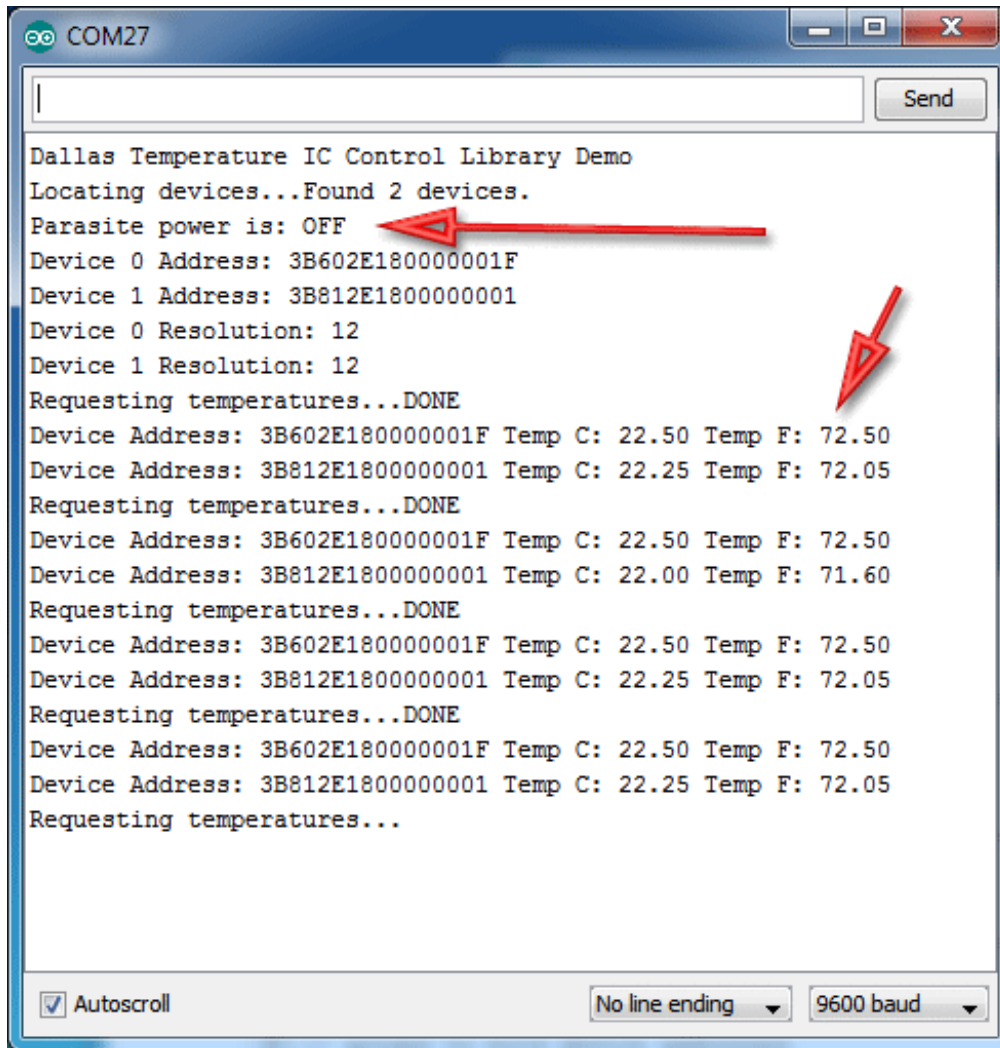 COM27
Send
Dallas Temperature IC Control Library Demo
Locating devices...Found 2 devices.
Parasite power is: OFF
Device 0 Address: 3B602E180000001F
Device 1 Address: 3B812E1800000001
Device 0 Resolution: 12
Device 1 Resolution: 12
Requesting temperatures...DONE
Device Address: 3B602E180000001F Temp C: 22.50 Temp F: 72.50
Device Address: 3B812E1800000001 Temp C: 22.25 Temp F: 72.05
Requesting temperatures...DONE
Device Address: 3B602E180000001F Temp C: 22.50 Temp F: 72.50
Device Address: 3B812E1800000001 Temp C: 22.00 Temp F: 71.60
Requesting temperatures...DONE
Device Address: 3B602E180000001F Temp C: 22.50 Temp F: 72.50
Device Address: 3B812E1800000001 Temp C: 22.25 Temp F: 72.05
Requesting temperatures...DONE
Device Address: 3B602E180000001F Temp C: 22.50 Temp F: 72.50
Device Address: 3B812E1800000001 Temp C: 22.25 Temp F: 72.05
Requesting temperatures...
Autoscroll No line ending 9600 baud